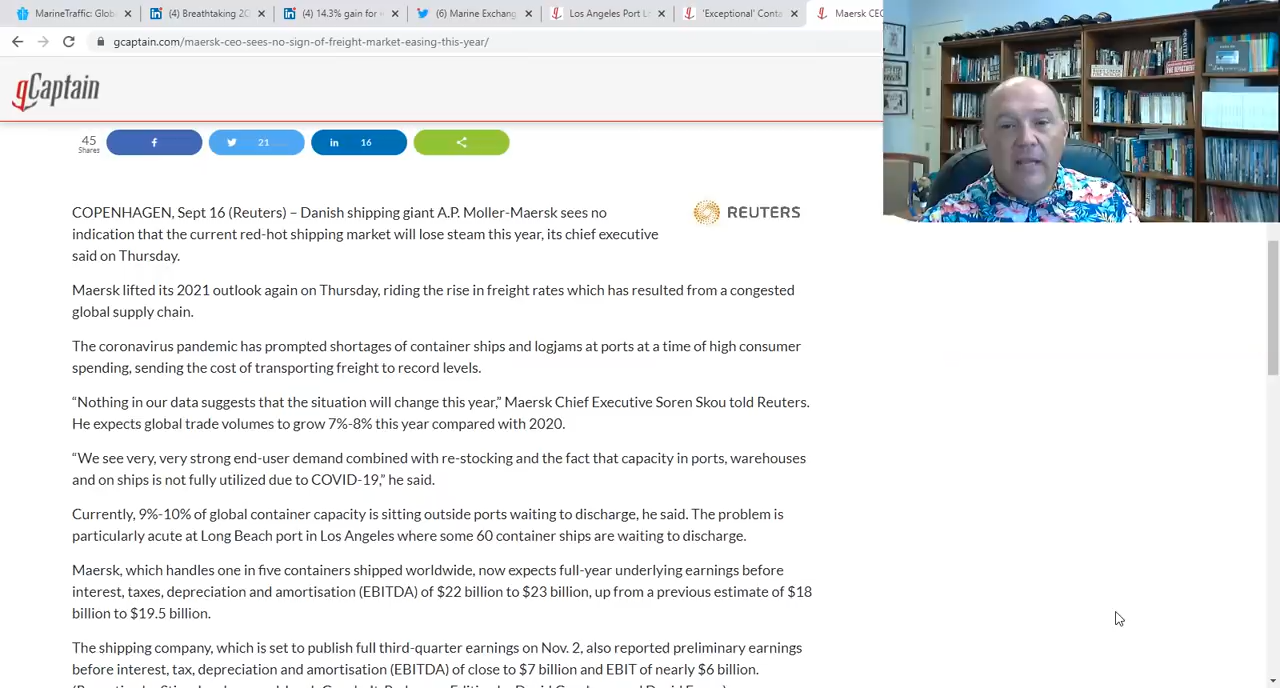 MarineTraffic: Globa
(4) Breathtaking 20
(4) 14.3% gain for
(6) Marine Exchang
Los Angeles Port Lo
'Exceptional' Conta
Maersk CEO
gcaptain.com/maersk-ceo-sees-no-sign-of-freight-market-easing-this-year/
gCaptain
45
Shares
21
16
COPENHAGEN, Sept 16 (Reuters) – Danish shipping giant A.P. Moller-Maersk sees no
indication that the current red-hot shipping market will lose steam this year, its chief executive
said on Thursday.
REUTERS
Maersk lifted its 2021 outlook again on Thursday, riding the rise in freight rates which has resulted from a congested
global supply chain.
The coronavirus pandemic has prompted shortages of container ships and logjams at ports at a time of high consumer
spending, sending the cost of transporting freight to record levels.
“Nothing in our data suggests that the situation will change this year,” Maersk Chief Executive Soren Skou told Reuters.
He expects global trade volumes to grow 7%-8% this year compared with 2020.
“We see very, very strong end-user demand combined with re-stocking and the fact that capacity in ports, warehouses
and on ships is not fully utilized due to COVID-19,” he said.
Currently, 9%-10% of global container capacity is sitting outside ports waiting to discharge, he said. The problem is
particularly acute at Long Beach port in Los Angeles where some 60 container ships are waiting to discharge.
Maersk, which handles one in five containers shipped worldwide, now expects full-year underlying earnings before
interest, taxes, depreciation and amortisation (EBITDA) of $22 billion to $23 billion, up from a previous estimate of $18
billion to $19.5 billion.
The shipping company, which is set to publish full third-quarter earnings on Nov. 2, also reported preliminary earnings
before interest, tax, depreciation and amortisation (EBITDA) of close to $7 billion and EBIT of nearly $6 billion.